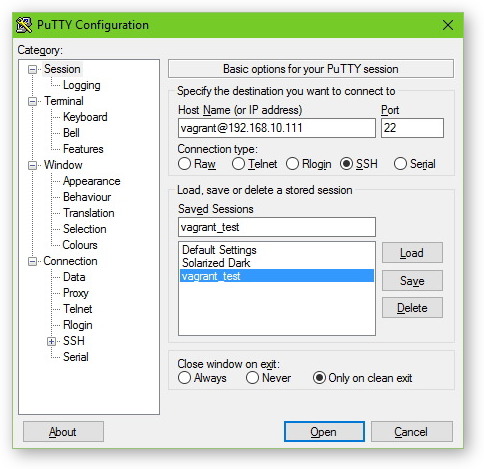 PuTTY Configuration
Category:
Session
Logging
Terminal
Keyboard
Bell
Features
Window
Appearance
Behaviour
Translation
Selection
Colours
Connection
Data
Proxy
Telnet
Rlogin
SSH
Serial
Basic options for your PuTTY session
Specify the destination you want to connect to
Host Name (or IP address) Port
vagrant@192.168.10.111 22
Connection type:
Raw Telnet Rlogin SSH Serial
Load, save or delete a stored session
Saved Sessions
vagrant_test
Default Settings
Solarized Dark
vagrant_test
Load
Save
Delete
Close window on exit:
Always Never Only on clean exit
About Open Cancel